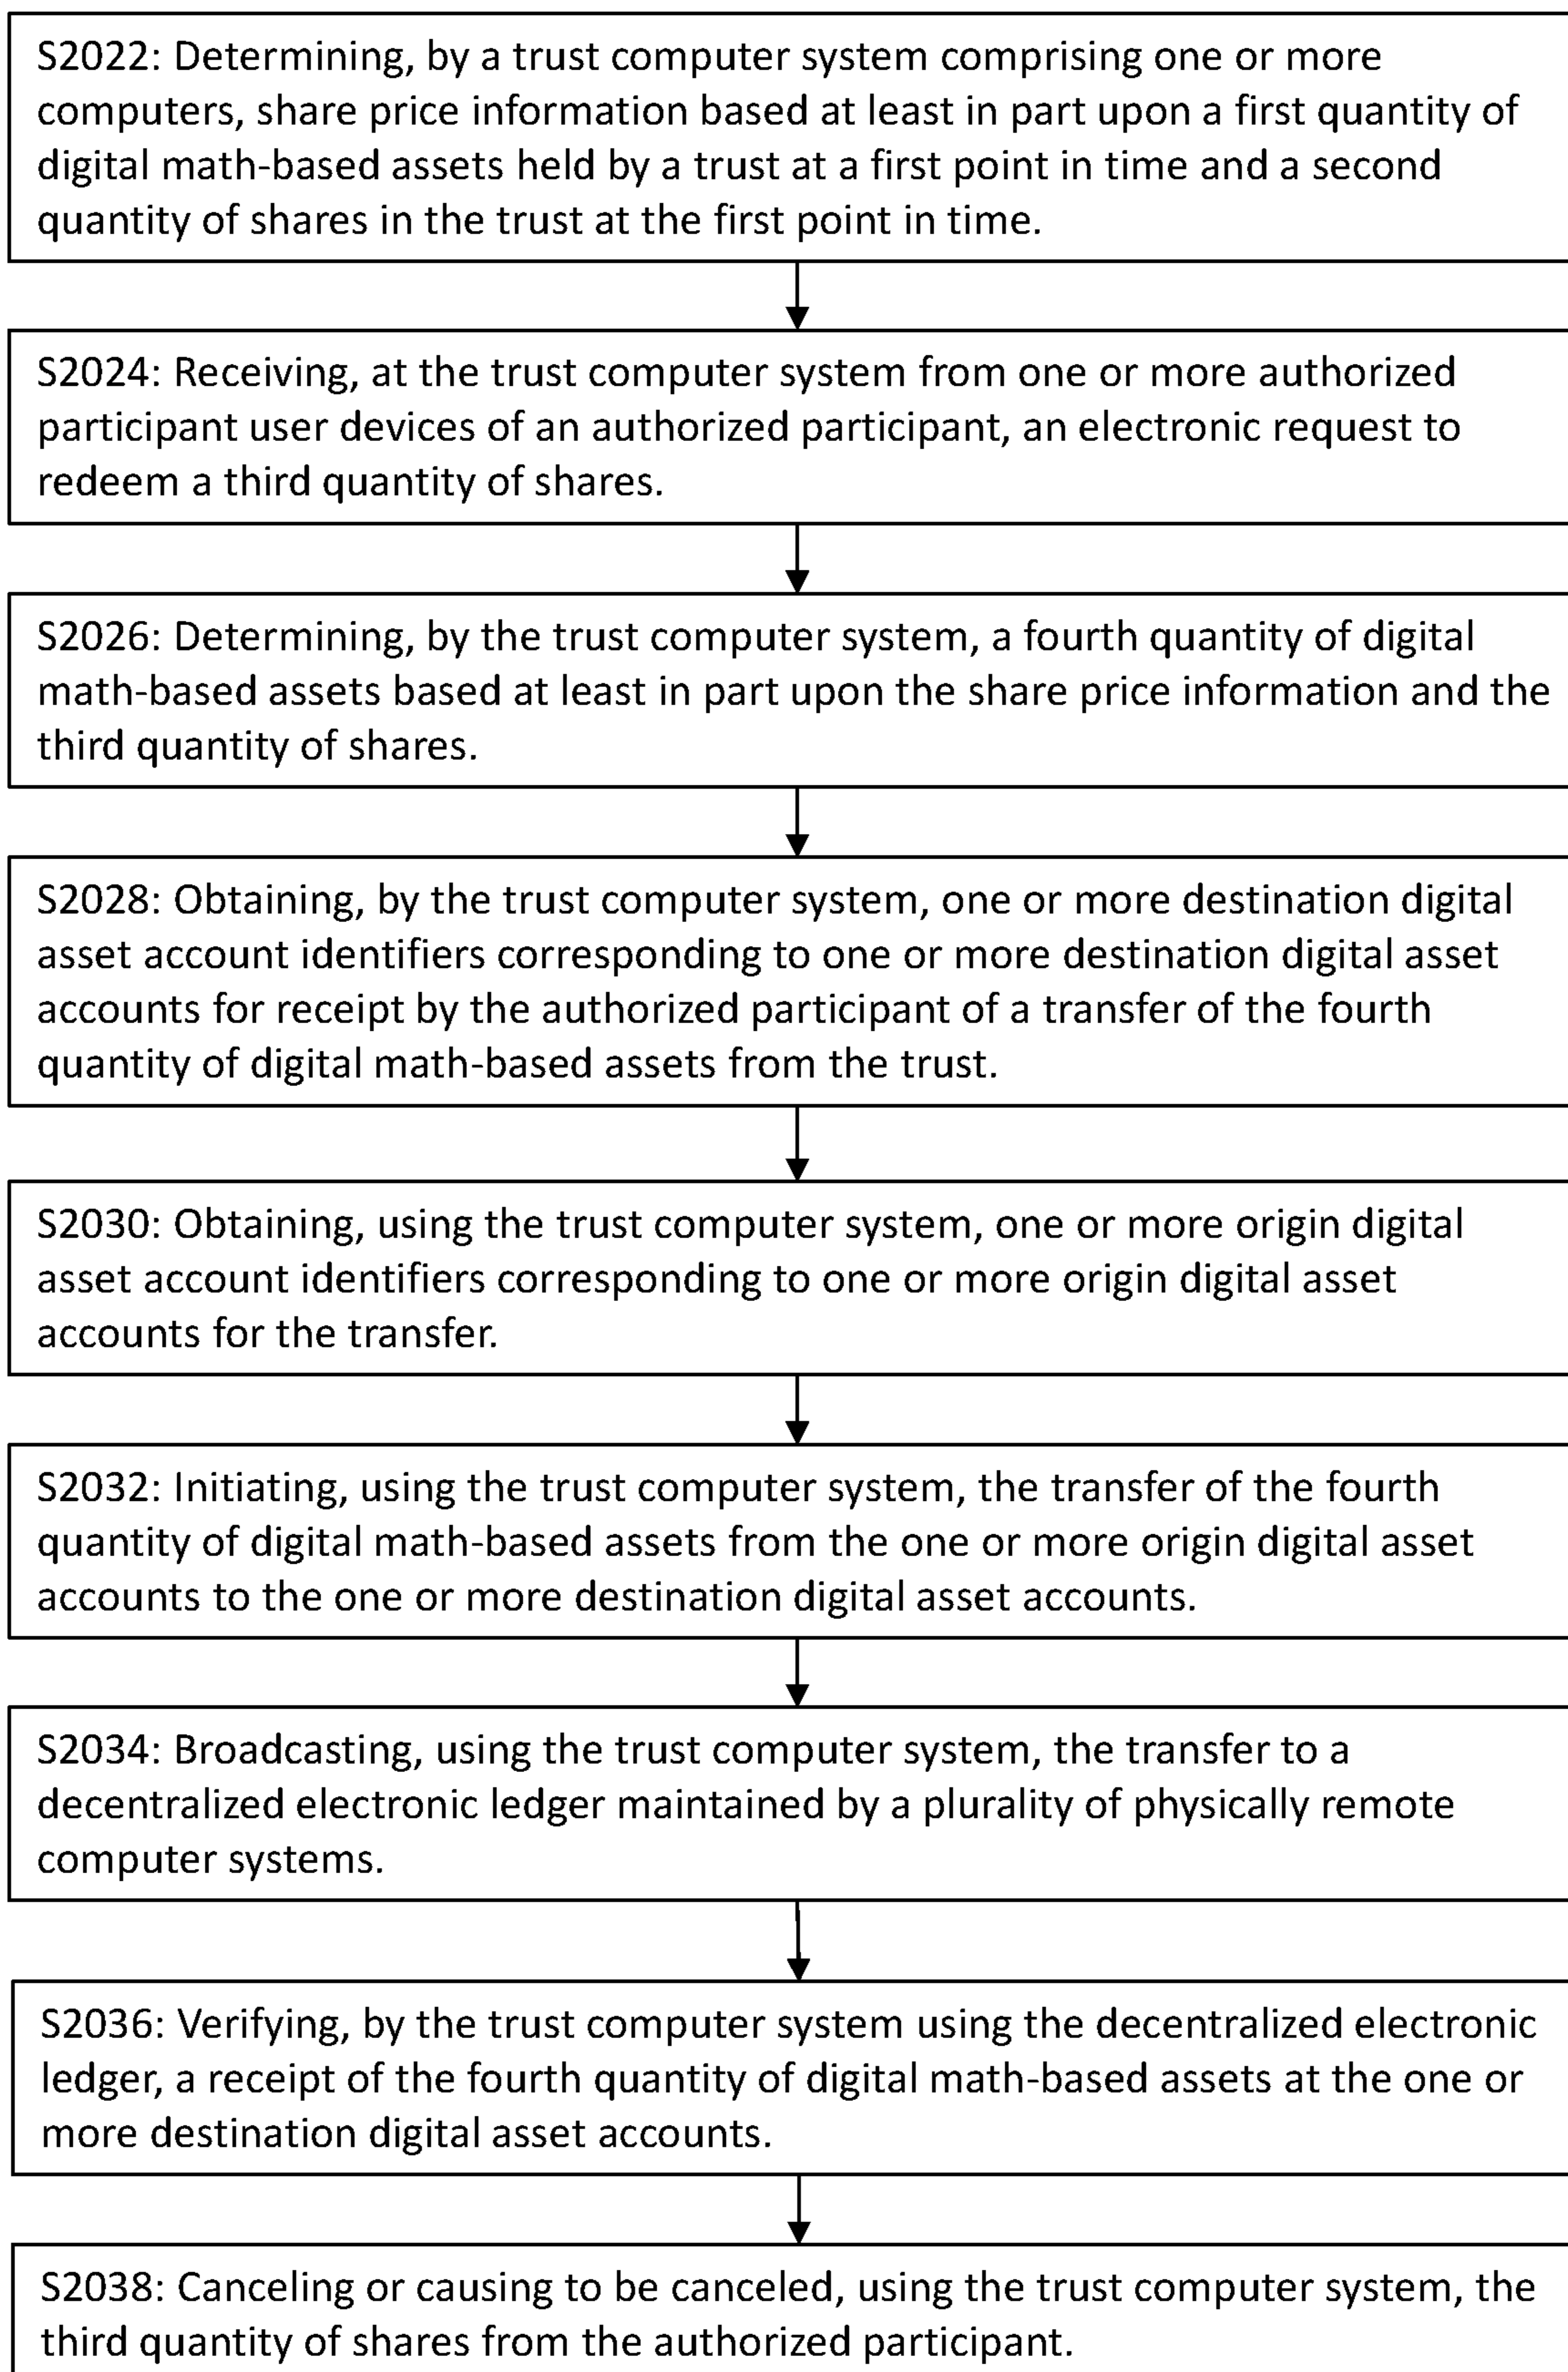 S2022: Determining, by a trust computer system comprising one or more
computers, share price information based at least in part upon a first quantity of
digital math-based assets held by a trust at a first point in time and a second
quantity of shares in the trust at the first point in time.
S2024: Receiving, at the trust computer system from one or more authorized
participant user devices of an authorized participant, an electronic request to
redeem a third quantity of shares.
S2026: Determining, by the trust computer system, a fourth quantity of digital
math-based assets based at least in part upon the share price information and the
third quantity of shares.
S2028: Obtaining, by the trust computer system, one or more destination digital
asset account identifiers corresponding to one or more destination digital asset
accounts for receipt by the authorized participant of a transfer of the fourth
quantity of digital math-based assets from the trust.
S2030: Obtaining, using the trust computer system, one or more origin digital
asset account identifiers corresponding to one or more origin digital asset
accounts for the transfer.
S2032: Initiating, using the trust computer system, the transfer of the fourth
quantity of digital math-based assets from the one or more origin digital asset
accounts to the one or more destination digital asset accounts.
S2034: Broadcasting, using the trust computer system, the transfer to a
decentralized electronic ledger maintained by a plurality of physically remote
computer systems.
S2036: Verifying, by the trust computer system using the decentralized electronic
ledger, a receipt of the fourth quantity of digital math-based assets at the one or
more destination digital asset accounts.
S2038: Canceling or causing to be canceled, using the trust computer system, the
third quantity of shares from the authorized participant.